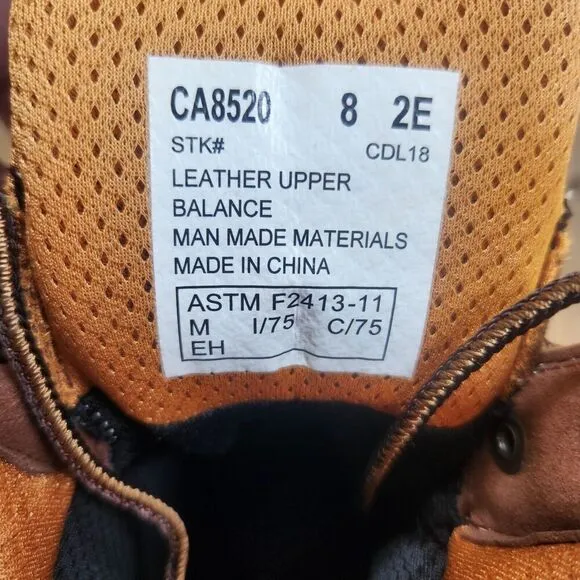 CA8520 8 2E
STK# CDL18
LEATHER UPPER
BALANCE
MAN MADE MATERIALS
MADE IN CHINA
ASTM F2413-11
M I/75 C/75
EH